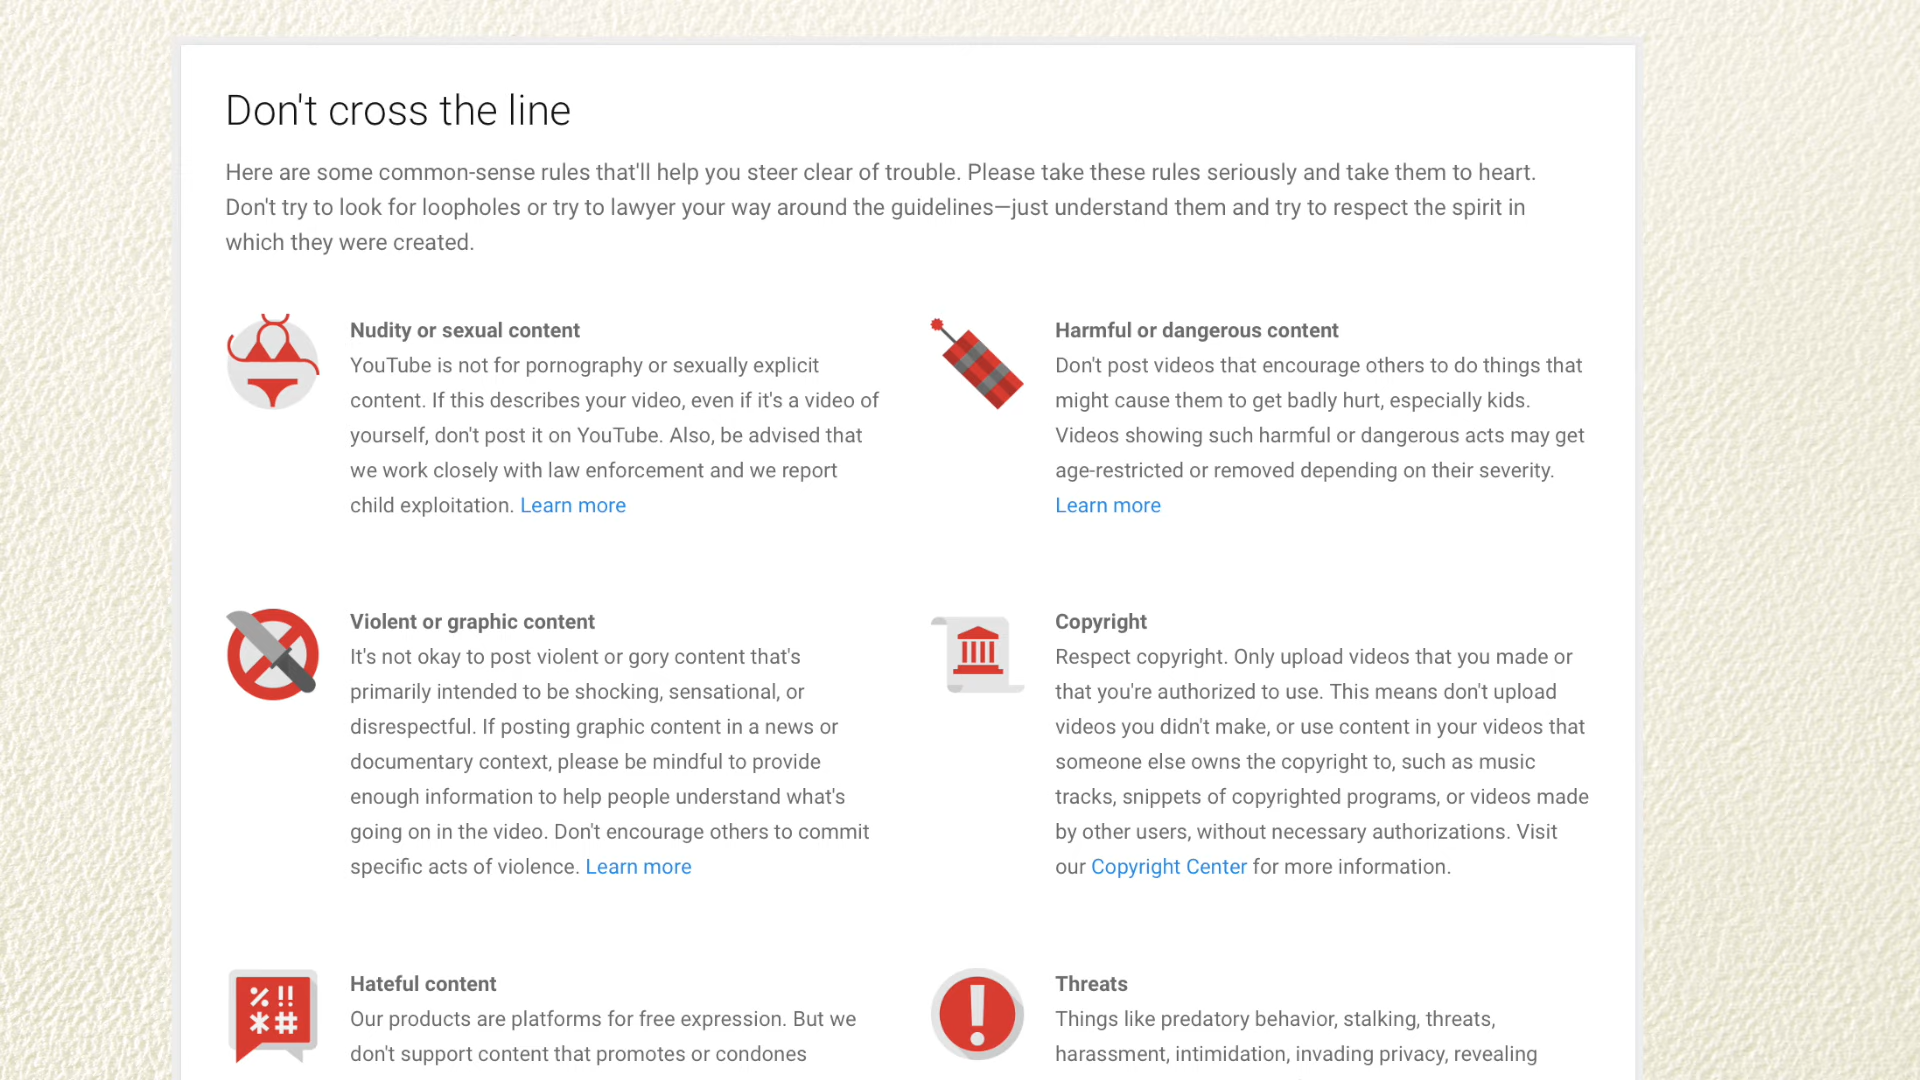 Don't cross the line
Here are some common-sense rules that'll help you steer clear of trouble. Please take these rules seriously and take them to heart.
Don't try to look for loopholes or try to lawyer your way around the guidelines—just understand them and try to respect the spirit in
which they were created.
Nudity or sexual content
YouTube is not for pornography or sexually explicit
content. If this describes your video, even if it's a video of
yourself, don't post it on YouTube. Also, be advised that
we work closely with law enforcement and we report
child exploitation. Learn more
Harmful or dangerous content
Don't post videos that encourage others to do things that
might cause them to get badly hurt, especially kids.
Videos showing such harmful or dangerous acts may get
age-restricted or removed depending on their severity.
Learn more
Violent or graphic content
It's not okay to post violent or gory content that's
primarily intended to be shocking, sensational, or
disrespectful. If posting graphic content in a news or
documentary context, please be mindful to provide
enough information to help people understand what's
going on in the video. Don't encourage others to commit
specific acts of violence. Learn more
Copyright
Respect copyright. Only upload videos that you made or
that you're authorized to use. This means don't upload
videos you didn't make, or use content in your videos that
someone else owns the copyright to, such as music
tracks, snippets of copyrighted programs, or videos made
by other users, without necessary authorizations. Visit
our Copyright Center for more information.
%!!
*#
Hateful content
Our products are platforms for free expression. But we
don't support content that promotes or condones
!
Threats
Things like predatory behavior, stalking, threats,
harassment, intimidation, invading privacy, revealing